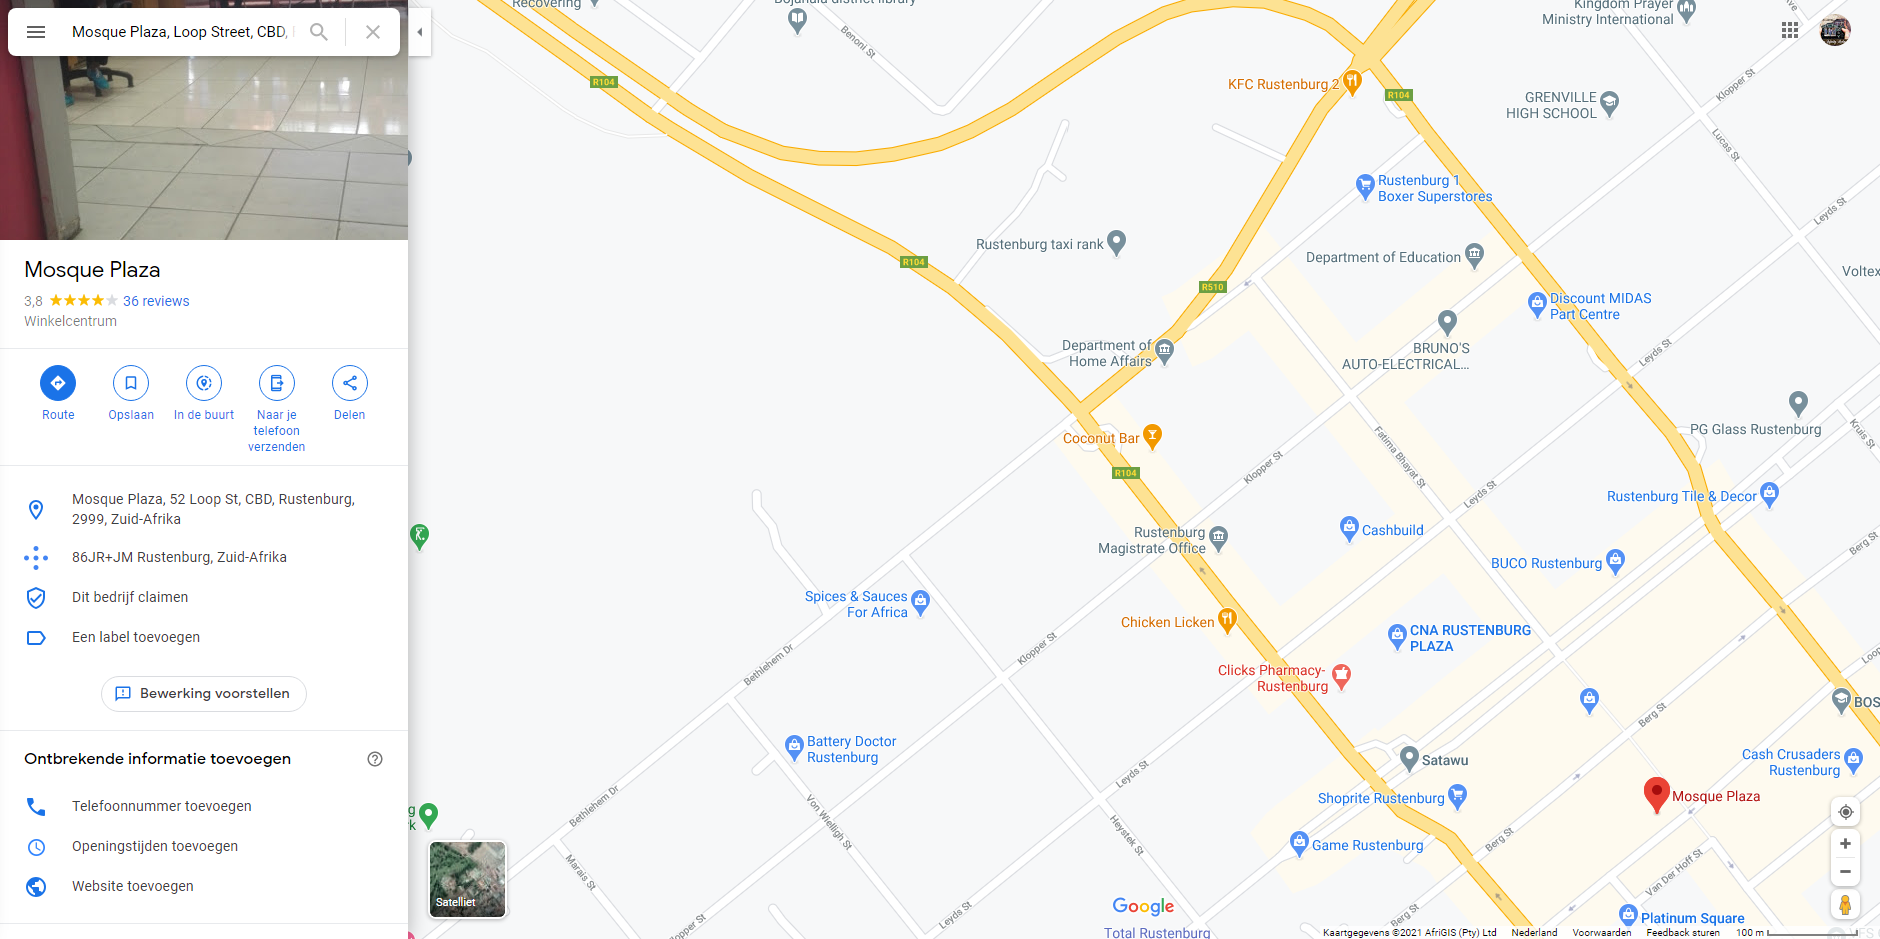 Mosque Plaza, Loop Street, CBD,
Mosque Plaza
3,8
36 reviews
Winkelcentrum
Route
Opslaan
In de buurt
Naar je
telefoon
verzenden
Delen
Mosque Plaza, 52 Loop St, CBD, Rustenburg,
2999, Zuid-Afrika
86JR+JM Rustenburg, Zuid-Afrika
Dit bedrijf claimen
Een label toevoegen
Bewerking voorstellen
Ontbrekende informatie toevoegen
Telefoonnummer toevoegen
Openingstijden toevoegen
Website toevoegen
Recovering
Bojanala district library
Benoni St
R104
Kingdom Prayer
Ministry International
KFC Rustenburg 2
R104
GRENVILLE
HIGH SCHOOL
Klopper St
Lucas St
Rustenburg 1
Boxer Superstores
Leyds St
Rustenburg taxi rank
Department of Education
R104
R510
Voltex
Discount MIDAS
Part Centre
BRUNO'S
AUTO-ELECTRICAL...
Department of
Home Affairs
Leyds St
PG Glass Rustenburg
Kruis St
Coconut Bar
R104
Klopper St
Fatima Bhayat St
Leyds St
Rustenburg Tile & Decor
Rustenburg
Magistrate Office
Cashbuild
BUCO Rustenburg
Berg St
Spices & Sauces
For Africa
Chicken Licken
CNA RUSTENBURG
PLAZA
Klopper St
Bethlehem Dr
Clicks Pharmacy-
Rustenburg
Loop
BOS
Berg St
Battery Doctor
Rustenburg
Satawu
Cash Crusaders
Rustenburg
Leyds St
Shoprite Rustenburg
Mosque Plaza
Bethlehem Dr
Von Wielligh St
Heystek St
Game Rustenburg
Berg St
Van Der Hoff St
Marais St
g
k
Satelliet
Google
Klopper St
Leyds St
Berg St
Total Rustenburg
Platinum Square
Kaartgegevens ©2021 AfriGIS (Pty) Ltd
Nederland
Voorwaarden
Feedback sturen
100 m